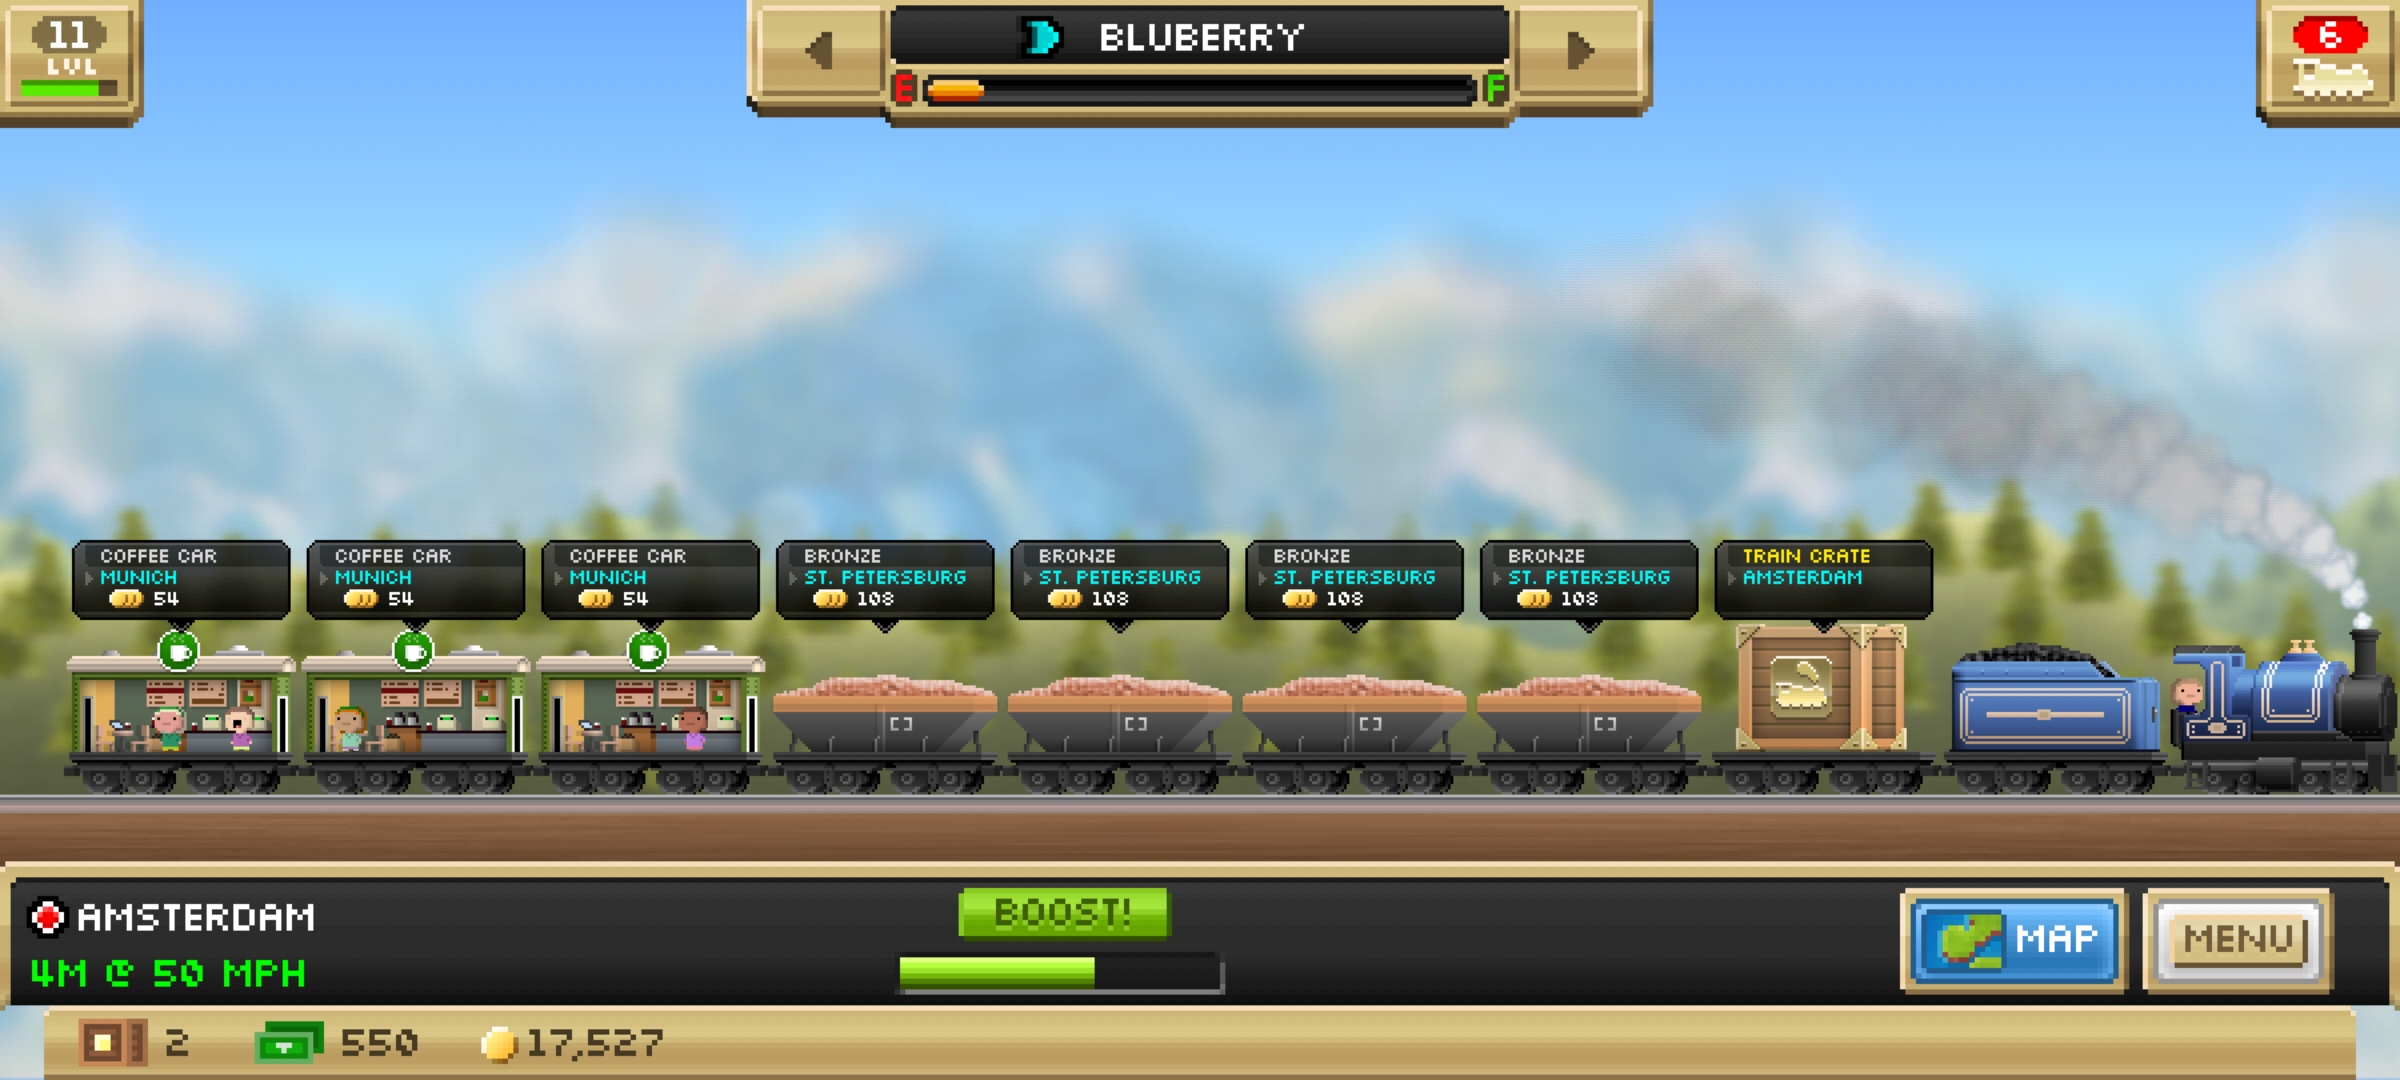 11
LVL
BLUBERRY
E F
6
COFFEE CAR
MUNICH
54
COFFEE CAR
MUNICH
54
COFFEE CAR
MUNICH
54
BRONZE
ST. PETERSBURG
108
BRONZE
ST. PETERSBURG
108
BRONZE
ST. PETERSBURG
108
BRONZE
ST. PETERSBURG
108
TRAIN CRATE
AMSTERDAM
AMSTERDAM
4M @ 50 MPH
BOOST!
MAP
MENU
2
550
17,527